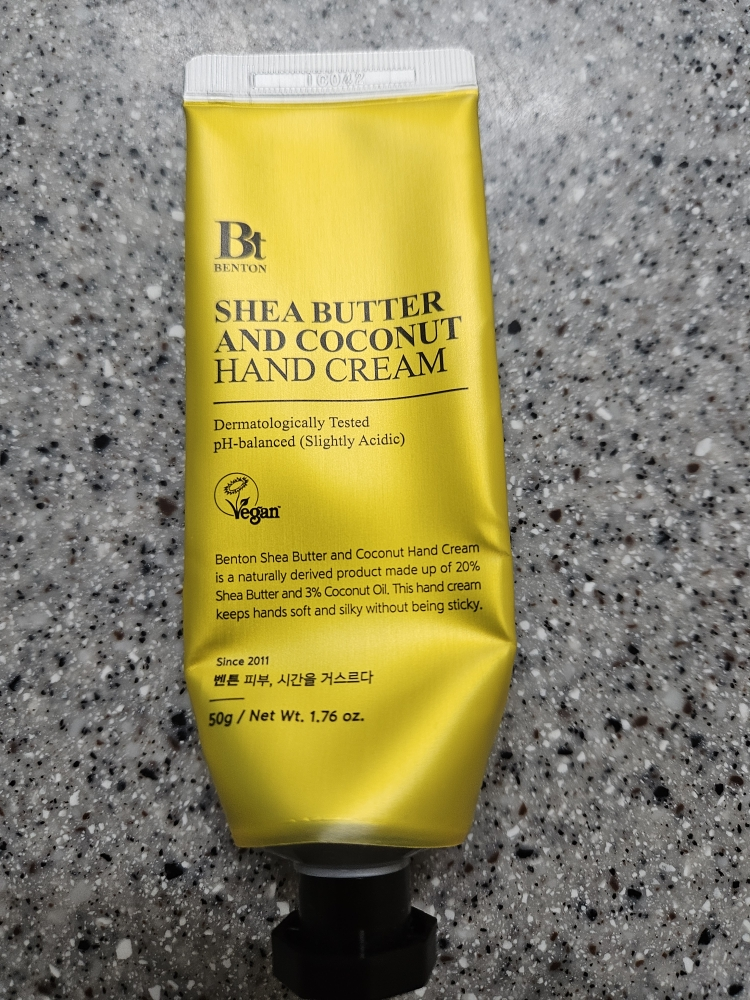 Bt
BENTON
SHEA BUTTER
AND COCONUT
HAND CREAM
Dermatologically Tested
pH-balanced (Slightly Acidic)
Vegan
Benton Shea Butter and Coconut Hand Cream
is a naturally derived product made up of 20%
Shea Butter and 3% Coconut Oil. This hand cream
keeps hands soft and silky without being sticky.
Since 2011
벤튼 피부, 시간을 거스르다
50g / Net Wt. 1.76 oz.